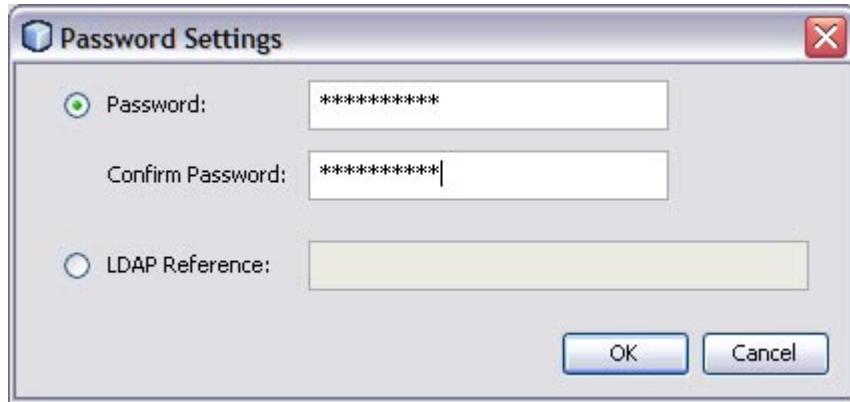 Password Settings
Password: **********
Confirm Password: **********
LDAP Reference:
OK Cancel